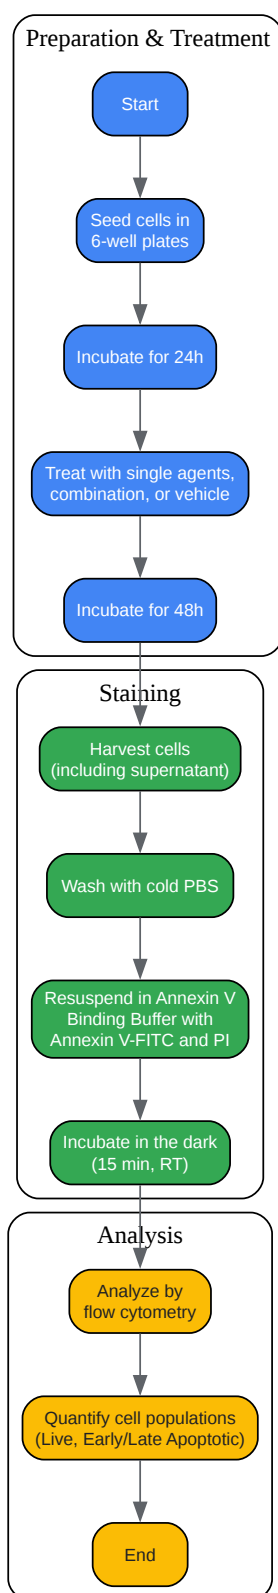 Preparation & Treatment
Start
Seed cells in
6-well plates
Incubate for 24h
Treat with single agents,
combination, or vehicle
Incubate for 48h
Staining
Harvest cells
(including supernatant)
Wash with cold PBS
Resuspend in Annexin V
Binding Buffer with
Annexin V-FITC and PI
Incubate in the dark
(15 min, RT)
Analysis
Analyze by
flow cytometry
Quantify cell populations
(Live, Early/Late Apoptotic)
End